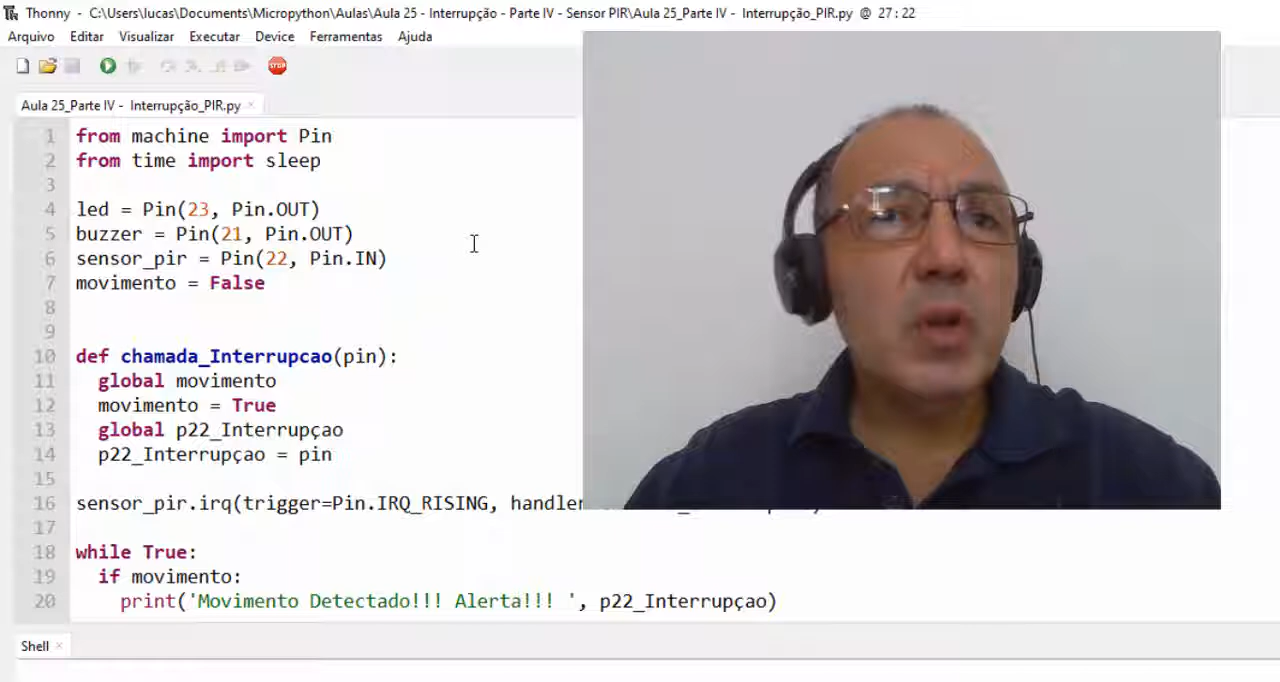 Thonny - C:\Users\lucas\Documents\Micropython\Aulas\Aula 25 - Interrupção - Parte IV - Sensor PIR\Aula 25_Parte IV - Interrupção_PIR.py @ 27 : 22
Arquivo Editar Visualizar Executar Device Ferramentas Ajuda
STOP
Aula 25_Parte IV - Interrupção_PIR.py ×
1 from machine import Pin
2 from time import sleep
3
4 led = Pin(23, Pin.OUT)
5 buzzer = Pin(21, Pin.OUT)
6 sensor_pir = Pin(22, Pin.IN)
7 movimento = False
8
9
10 def chamada_Interrupcao(pin):
11 global movimento
12 movimento = True
13 global p22_Interrupçao
14 p22_Interrupçao = pin
15
16 sensor_pir.irq(trigger=Pin.IRQ_RISING, handler
17
18 while True:
19 if movimento:
20 print('Movimento Detectado!!! Alerta!!! ', p22_Interrupçao)
Shell ×